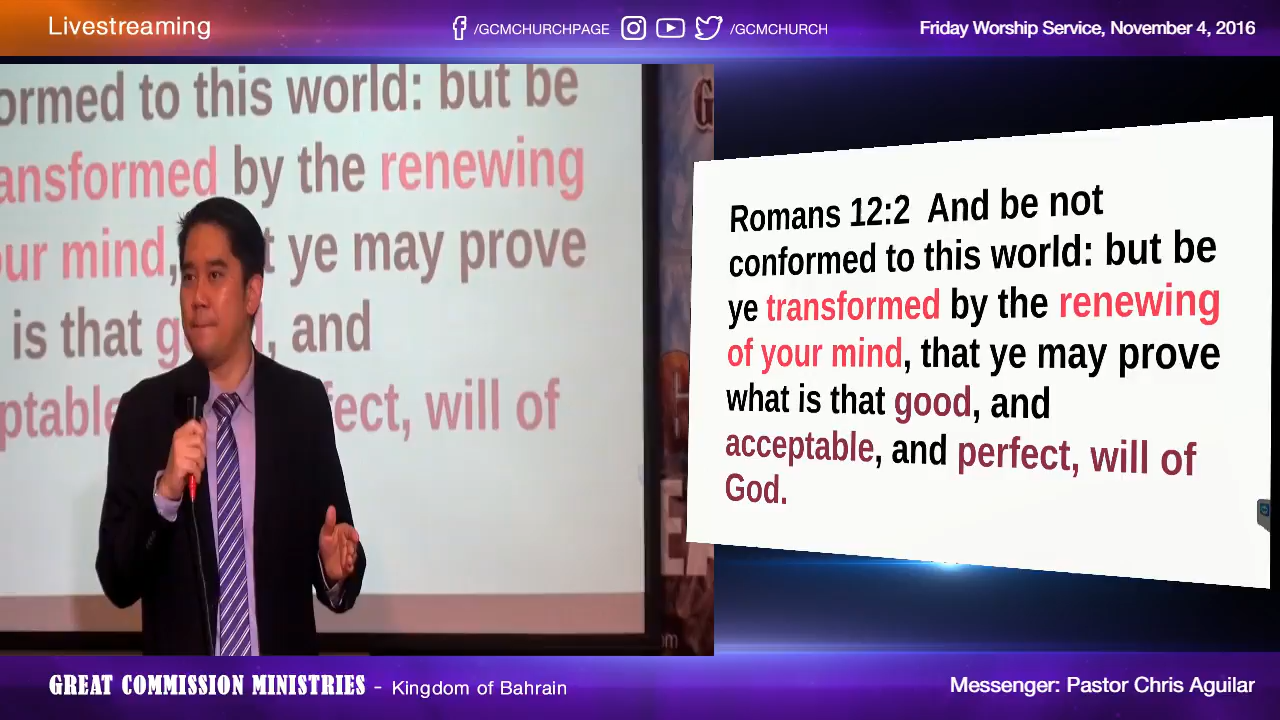 Livestreaming
/GCMCHURCHPAGE
/GCMCHURCH
Friday Worship Service, November 4, 2016
ormed to this world: but be
ansformed by the renewing
our mind, t ye may prove
is that g , and
ptable fect, will of
Romans 12:2 And be not
conformed to this world: but be
ye transformed by the renewing
of your mind, that ye may prove
what is that good, and
acceptable, and perfect, will of
God.
GREAT COMMISSION MINISTRIES - Kingdom of Bahrain
Messenger: Pastor Chris Aguilar